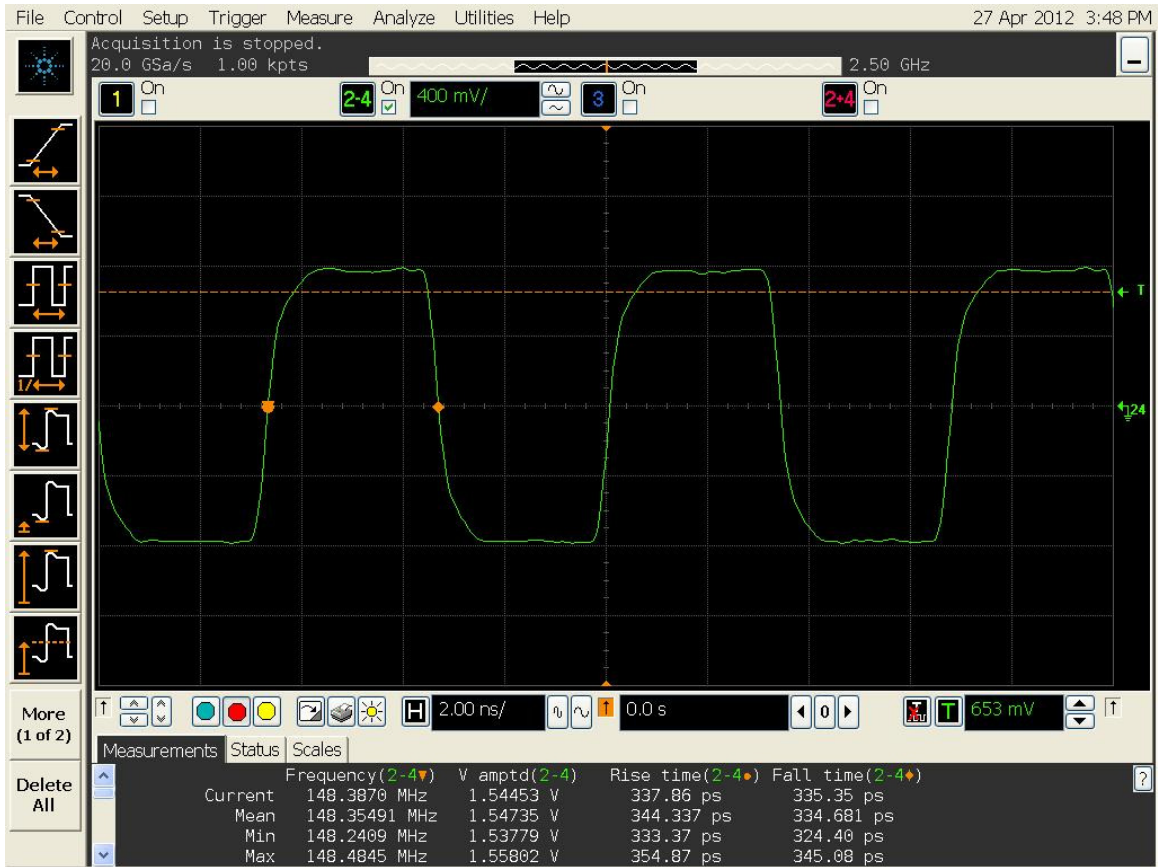 File Control Setup Trigger Measure Analyze Utilities Help 27 Apr 2012 3:48 PM
Acquisition is stopped.
20.0 GSa/s 1.00 kpts 2.50 GHz
1 On 2-4 On 400 mV/ 3 On 2+4 On
T
24
1/
More
(1 of 2)
Delete
All
H 2.00 ns/ 0.0 s 0 T 653 mV
Measurements Status Scales
Frequency(2-4) V amptd(2-4) Rise time(2-4) Fall time(2-4) ?
Current 148.3870 MHz 1.54453 V 337.86 ps 335.35 ps
Mean 148.35491 MHz 1.54735 V 344.337 ps 334.681 ps
Min 148.2409 MHz 1.53779 V 333.37 ps 324.40 ps
Max 148.4845 MHz 1.55802 V 354.87 ps 345.08 ps